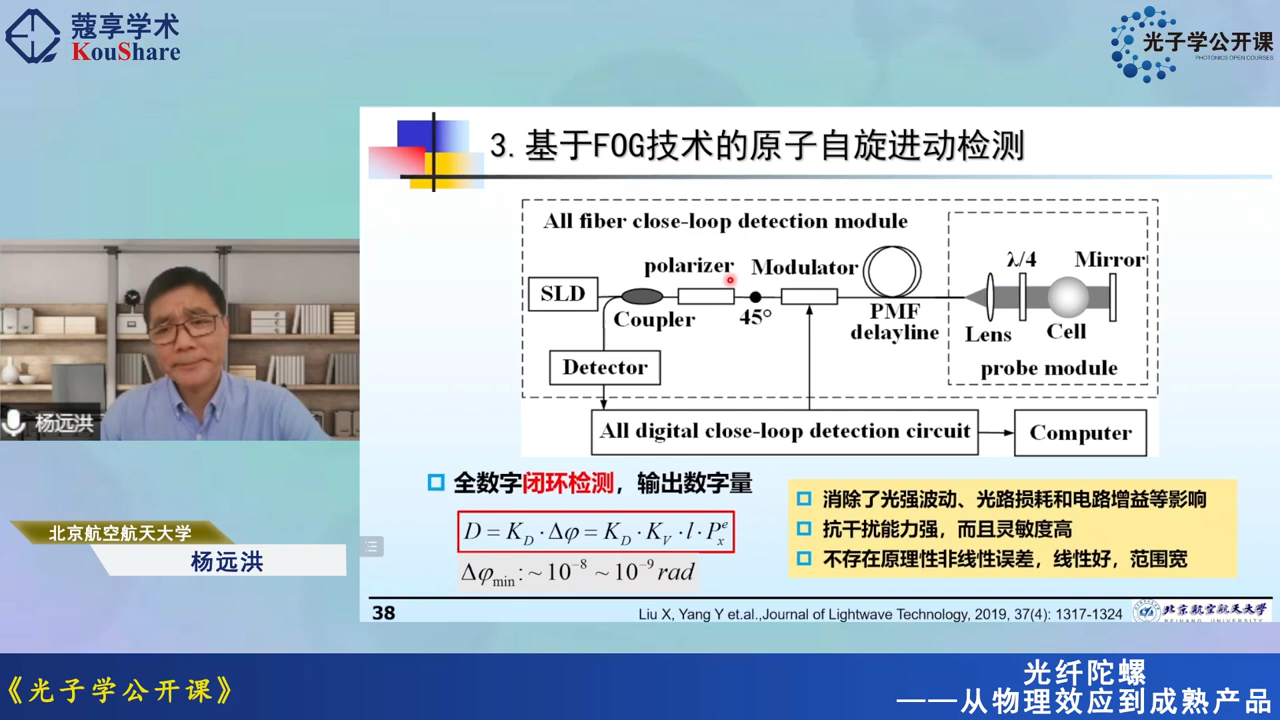 蔻享学术
KouShare
光子学公开课
PHOTONICS OPEN COURSES
3. 基于FOG技术的原子自旋进动检测
All fiber close-loop detection module
polarizer
Modulator
λ/4
Mirror
SLD
Coupler
45°
PMF
delayline
Lens
Cell
Detector
probe module
All digital close-loop detection circuit
Computer
全数字闭环检测，输出数字量
D = K_D · Δφ = K_D · K_V · l · P_x^e
Δφ_min : ~ 10^-8 ~ 10^-9 rad
消除了光强波动、光路损耗和电路增益等影响
抗干扰能力强，而且灵敏度高
不存在原理性非线性误差，线性好，范围宽
38
Liu X, Yang Y et.al.,Journal of Lightwave Technology, 2019, 37(4): 1317-1324
北京航空航天大学
BEIHANG UNIVERSITY
杨远洪
北京航空航天大学
杨远洪
《光子学公开课》
光纤陀螺
——从物理效应到成熟产品